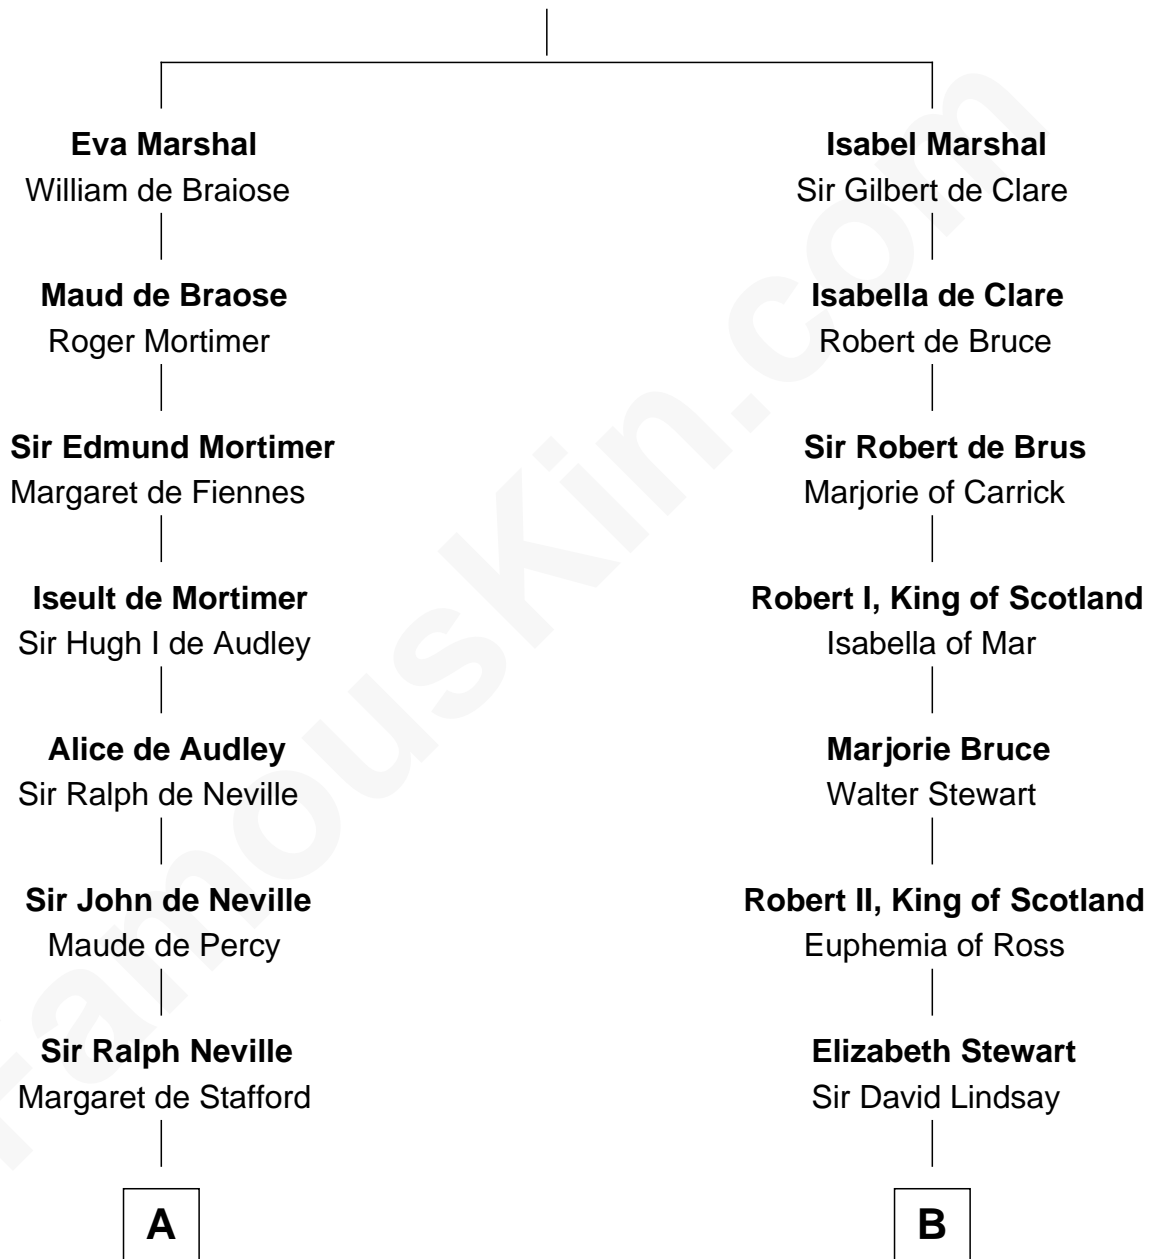 Eva Marshal
William de Braiose
Isabel Marshal
Sir Gilbert de Clare
Maud de Braose
Roger Mortimer
Isabella de Clare
Robert de Bruce
Sir Edmund Mortimer
Margaret de Fiennes
Sir Robert de Brus
Marjorie of Carrick
Iseult de Mortimer
Sir Hugh I de Audley
Robert I, King of Scotland
Isabella of Mar
Alice de Audley
Sir Ralph de Neville
Marjorie Bruce
Walter Stewart
Sir John de Neville
Maude de Percy
Robert II, King of Scotland
Euphemia of Ross
Sir Ralph Neville
Margaret de Stafford
Elizabeth Stewart
Sir David Lindsay
A
B
FamousKin.com